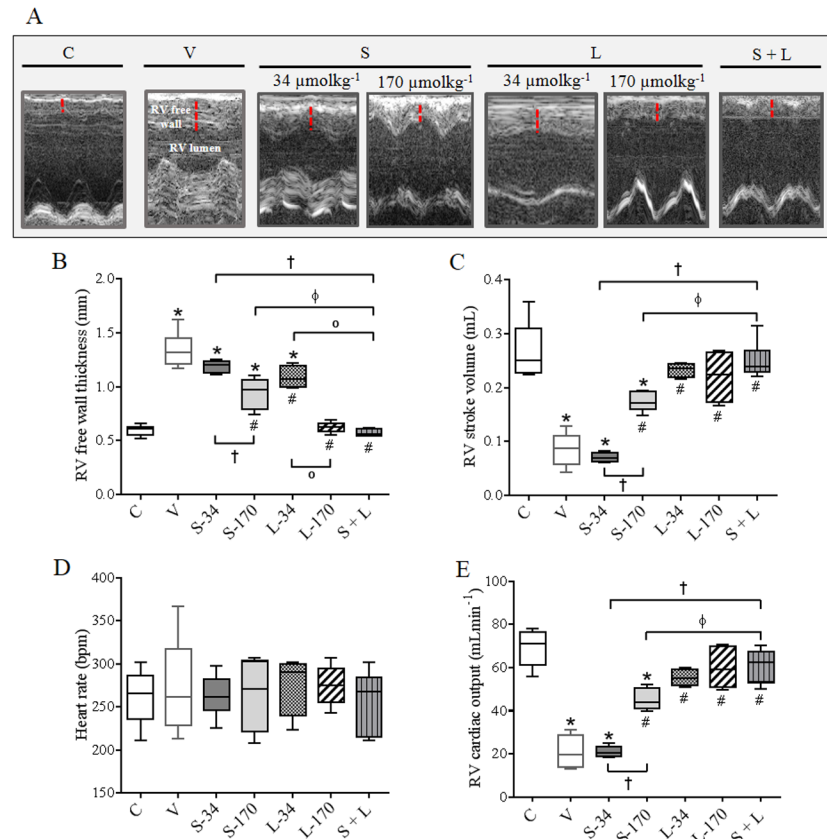 A
C V S L S + L
34 µmolkg⁻¹ 170 µmolkg⁻¹ 34 µmolkg⁻¹ 170 µmolkg⁻¹
RV free
wall
RV lumen
B
RV free wall thickness (mm)
2.0
1.5
1.0
0.5
0.0
†
ϕ
o
* * * *
# # # #
†
o
C V S-34 S-170 L-34 L-170 S + L
C
RV stroke volume (mL)
0.4
0.3
0.2
0.1
0.0
†
ϕ
* * *
# # # #
†
C V S-34 S-170 L-34 L-170 S + L
D
Heart rate (bpm)
400
350
300
250
200
150
C V S-34 S-170 L-34 L-170 S + L
E
RV cardiac output (mLmin⁻¹)
100
80
60
40
20
0
†
ϕ
* * *
# # # #
†
C V S-34 S-170 L-34 L-170 S + L